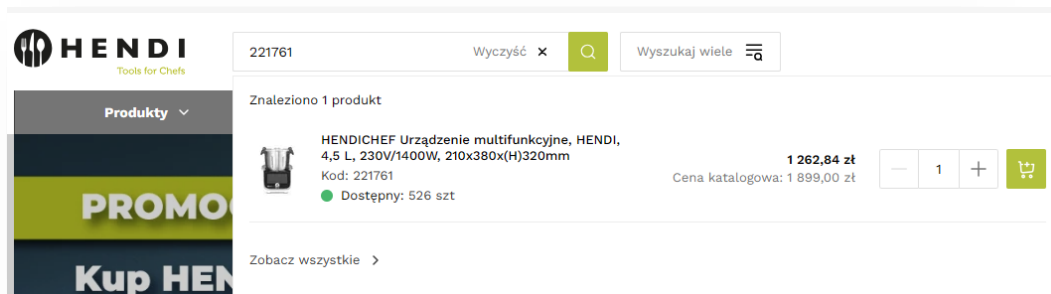 HENDI
Tools for Chefs
221761
Wyczyść
Wyszukaj wiele
Produkty
Znaleziono 1 produkt
HENDICHEF Urządzenie multifunkcyjne, HENDI,
4,5 L, 230V/1400W, 210x380x(H)320mm
Kod: 221761
Dostępny: 526 szt
1 262,84 zł
Cena katalogowa: 1 899,00 zł
1
Zobacz wszystkie
PROMO
Kup HEN